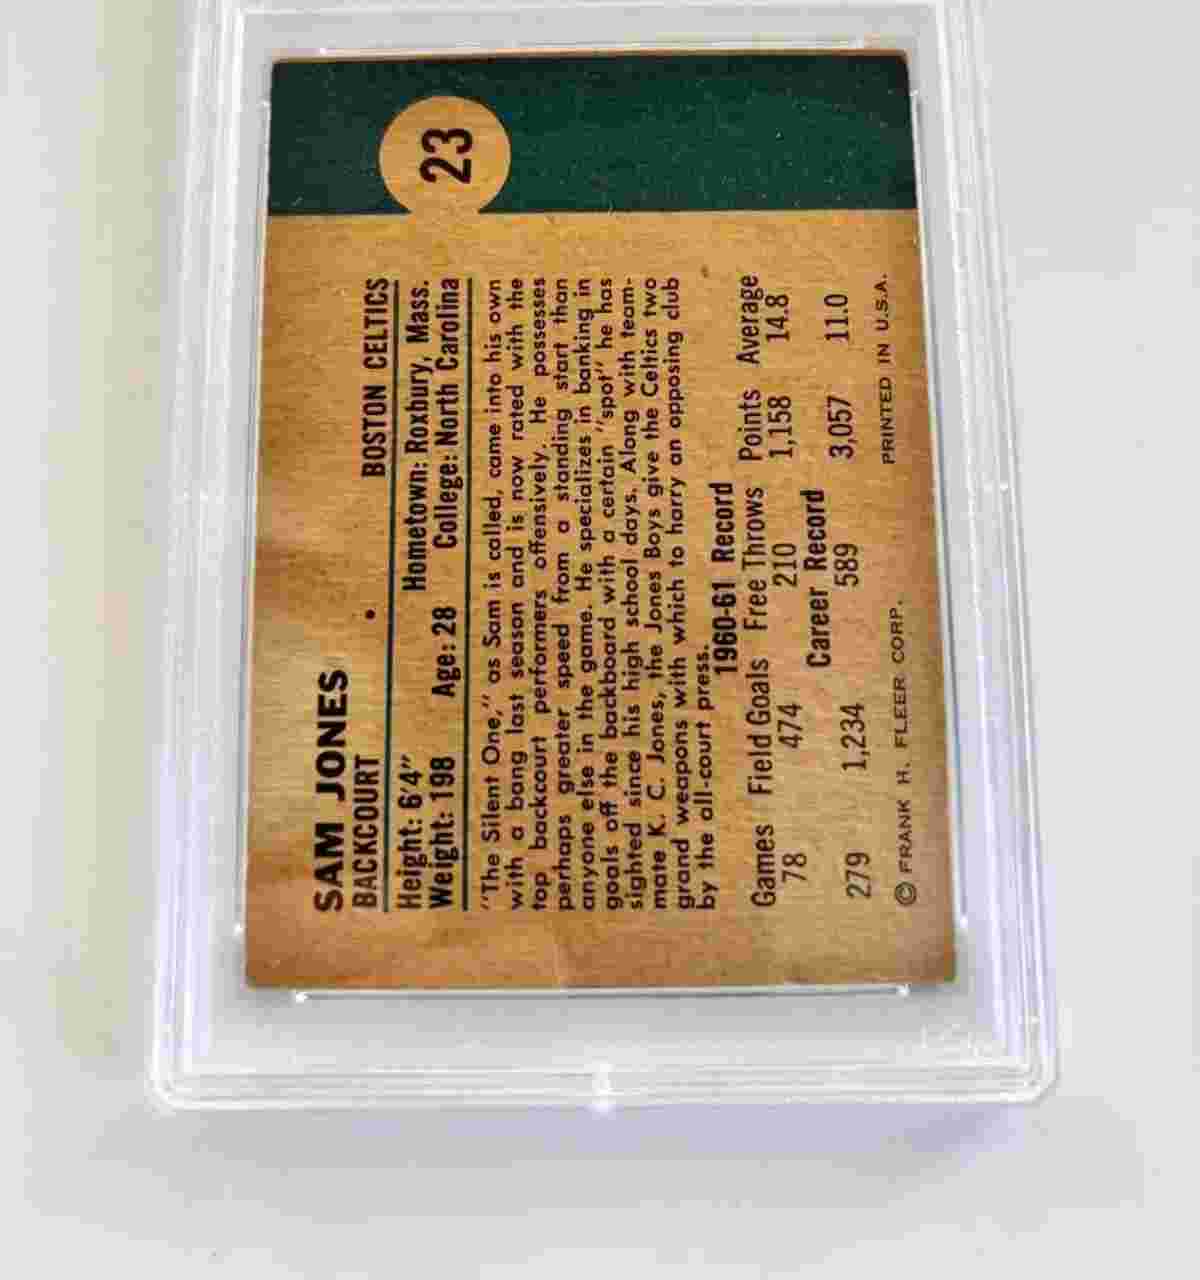 23
SAM JONES
BACKCOURT • BOSTON CELTICS
Height: 6'4" Hometown: Roxbury, Mass.
Weight: 198 Age: 28 College: North Carolina
"The Silent One," as Sam is called, came into his own
with a bang last season and is now rated with the
top backcourt performers offensively. He possesses
perhaps greater speed from a standing start than
anyone else in the game. He specializes in banking in
goals off the backboard with a certain "spot" he has
sighted since his high school days. Along with team-
mate K. C. Jones, the Jones Boys give the Celtics two
grand weapons with which to harry an opposing club
by the all-court press.
1960-61 Record
Games Field Goals Free Throws Points Average
78 474 210 1,158 14.8
Career Record
279 1,234 589 3,057 11.0
© FRANK H. FLEER CORP. PRINTED IN U.S.A.